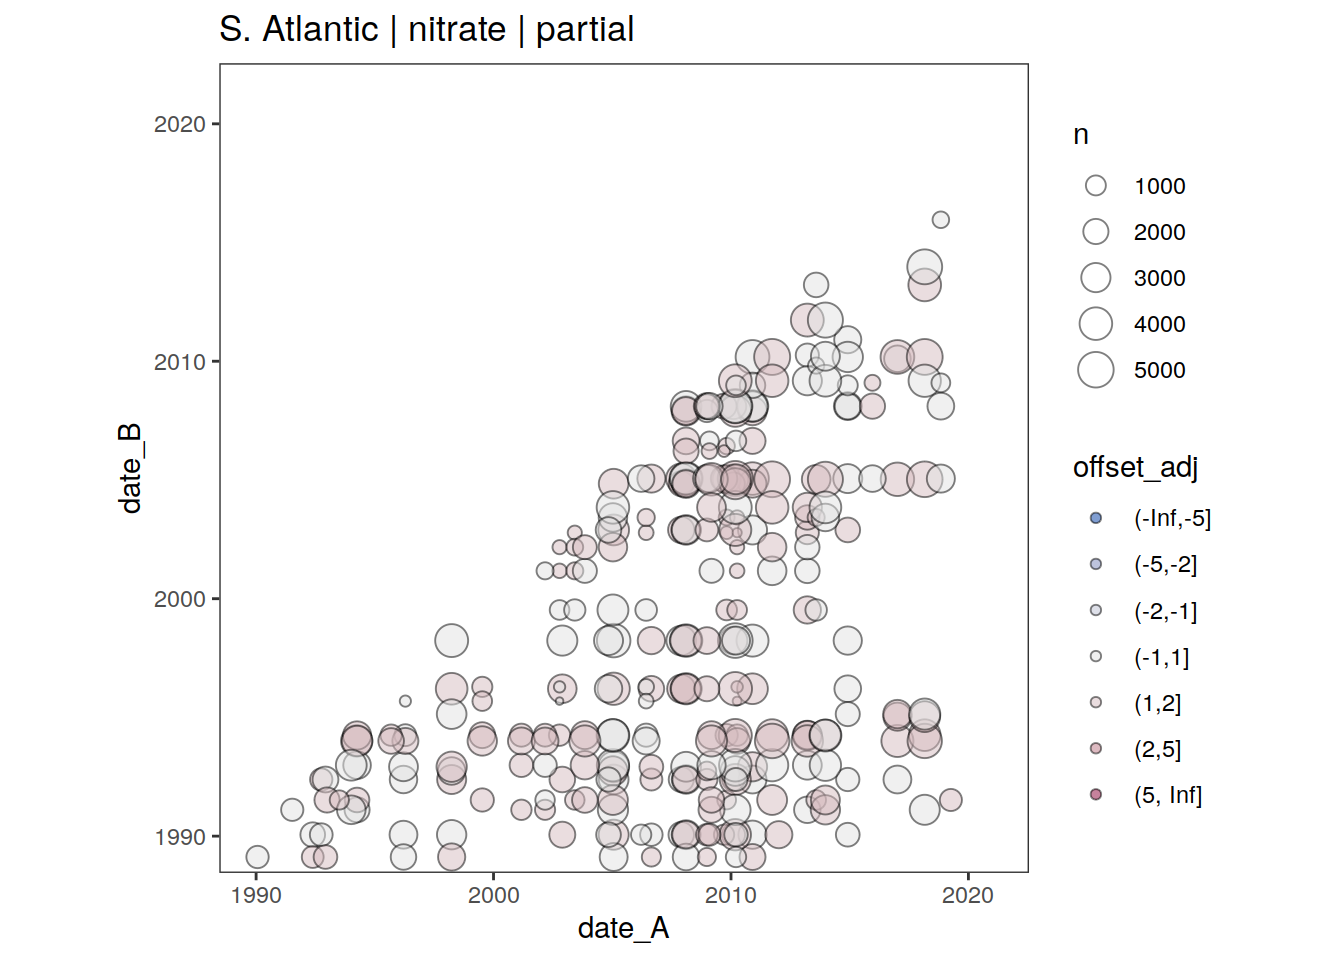 S. Atlantic | nitrate | partial
2020
2010
2000
1990
date_B
1990
2000
2010
2020
date_A
n
1000
2000
3000
4000
5000
offset_adj
(-Inf,-5]
(-5,-2]
(-2,-1]
(-1,1]
(1,2]
(2,5]
(5, Inf]